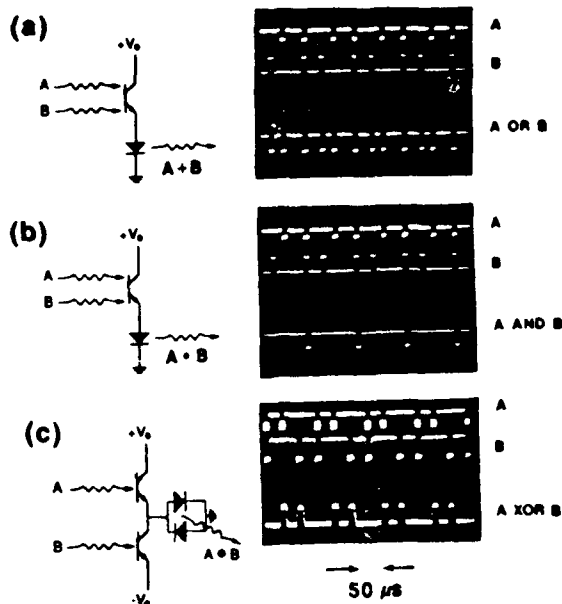 (a)
+V₀
A
B
A + B
A
B
A OR B
(b)
+V₀
A
B
A • B
A
B
A AND B
(c)
+V₀
A
B
A ⊕ B
+V₀
A
B
A XOR B
50 μs